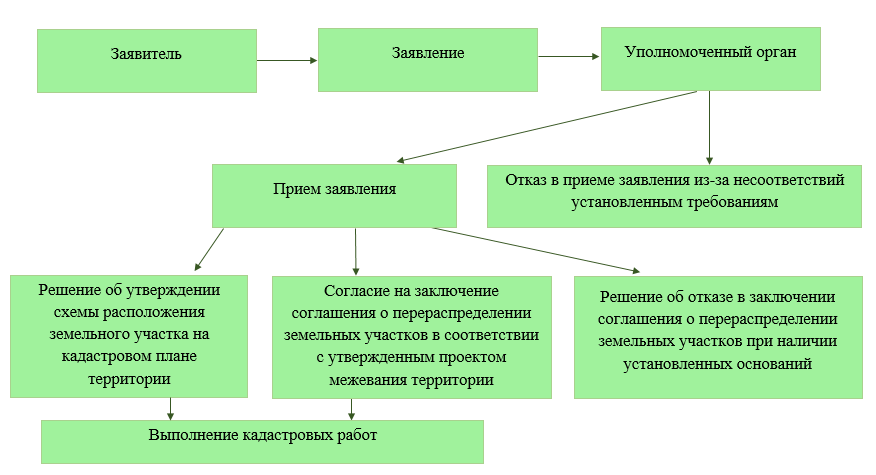 Заявитель
Заявление
Уполномоченный орган
Прием заявления
Отказ в приеме заявления из-за несоответствий
установленным требованиям
Решение об утверждении
схемы расположения
земельного участка на
кадастровом плане
территории
Согласие на заключение
соглашения о перераспределении
земельных участков в соответствии
с утвержденным проектом
межевания территории
Решение об отказе в заключении
соглашения о перераспределении
земельных участков при наличии
установленных оснований
Выполнение кадастровых работ